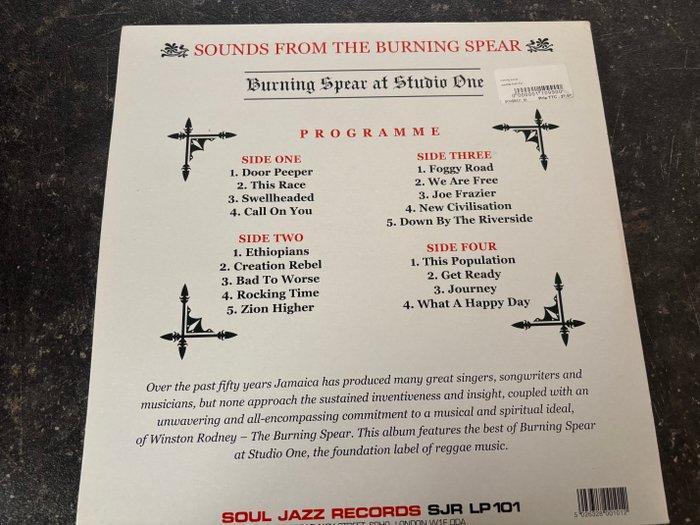 SOUNDS FROM THE BURNING SPEAR
Burning Spear at Studio One
PROGRAMME
SIDE ONE
1. Door Peeper
2. This Race
3. Swellheaded
4. Call On You
SIDE TWO
1. Ethiopians
2. Creation Rebel
3. Bad To Worse
4. Rocking Time
5. Zion Higher
SIDE THREE
1. Foggy Road
2. We Are Free
3. Joe Frazier
4. New Civilisation
5. Down By The Riverside
SIDE FOUR
1. This Population
2. Get Ready
3. Journey
4. What A Happy Day
Over the past fifty years Jamaica has produced many great singers, songwriters and
musicians, but none approach the sustained inventiveness and insight, coupled with an
unwavering and all-encompassing commitment to a musical and spiritual ideal,
of Winston Rodney – The Burning Spear. This album features the best of Burning Spear
at Studio One, the foundation label of reggae music.
SOUL JAZZ RECORDS SJR LP101
LONDON W1F 0DA
5 026328 001012